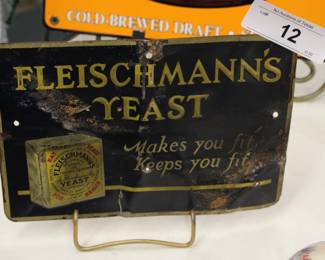 COLD-BREWED DRAFT
12
FLEISCHMANN'S
YEAST
Makes you fit
Keeps you fit
FLEISCHMANN'S
YEAST